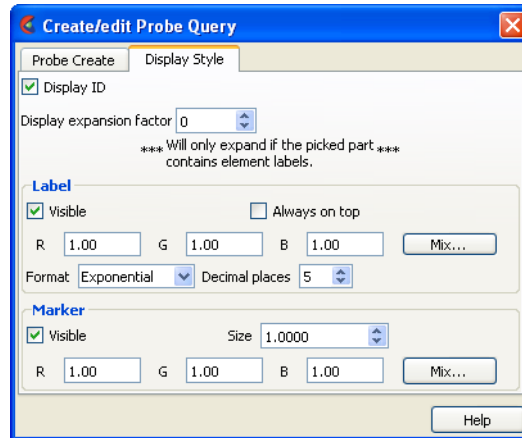 Create/edit Probe Query
Probe Create Display Style
Display ID
Display expansion factor 0
*** Will only expand if the picked part ***
contains element labels.
Label
Visible Always on top
R 1.00 G 1.00 B 1.00 Mix...
Format Exponential Decimal places 5
Marker
Visible Size 1.0000
R 1.00 G 1.00 B 1.00 Mix...
Help